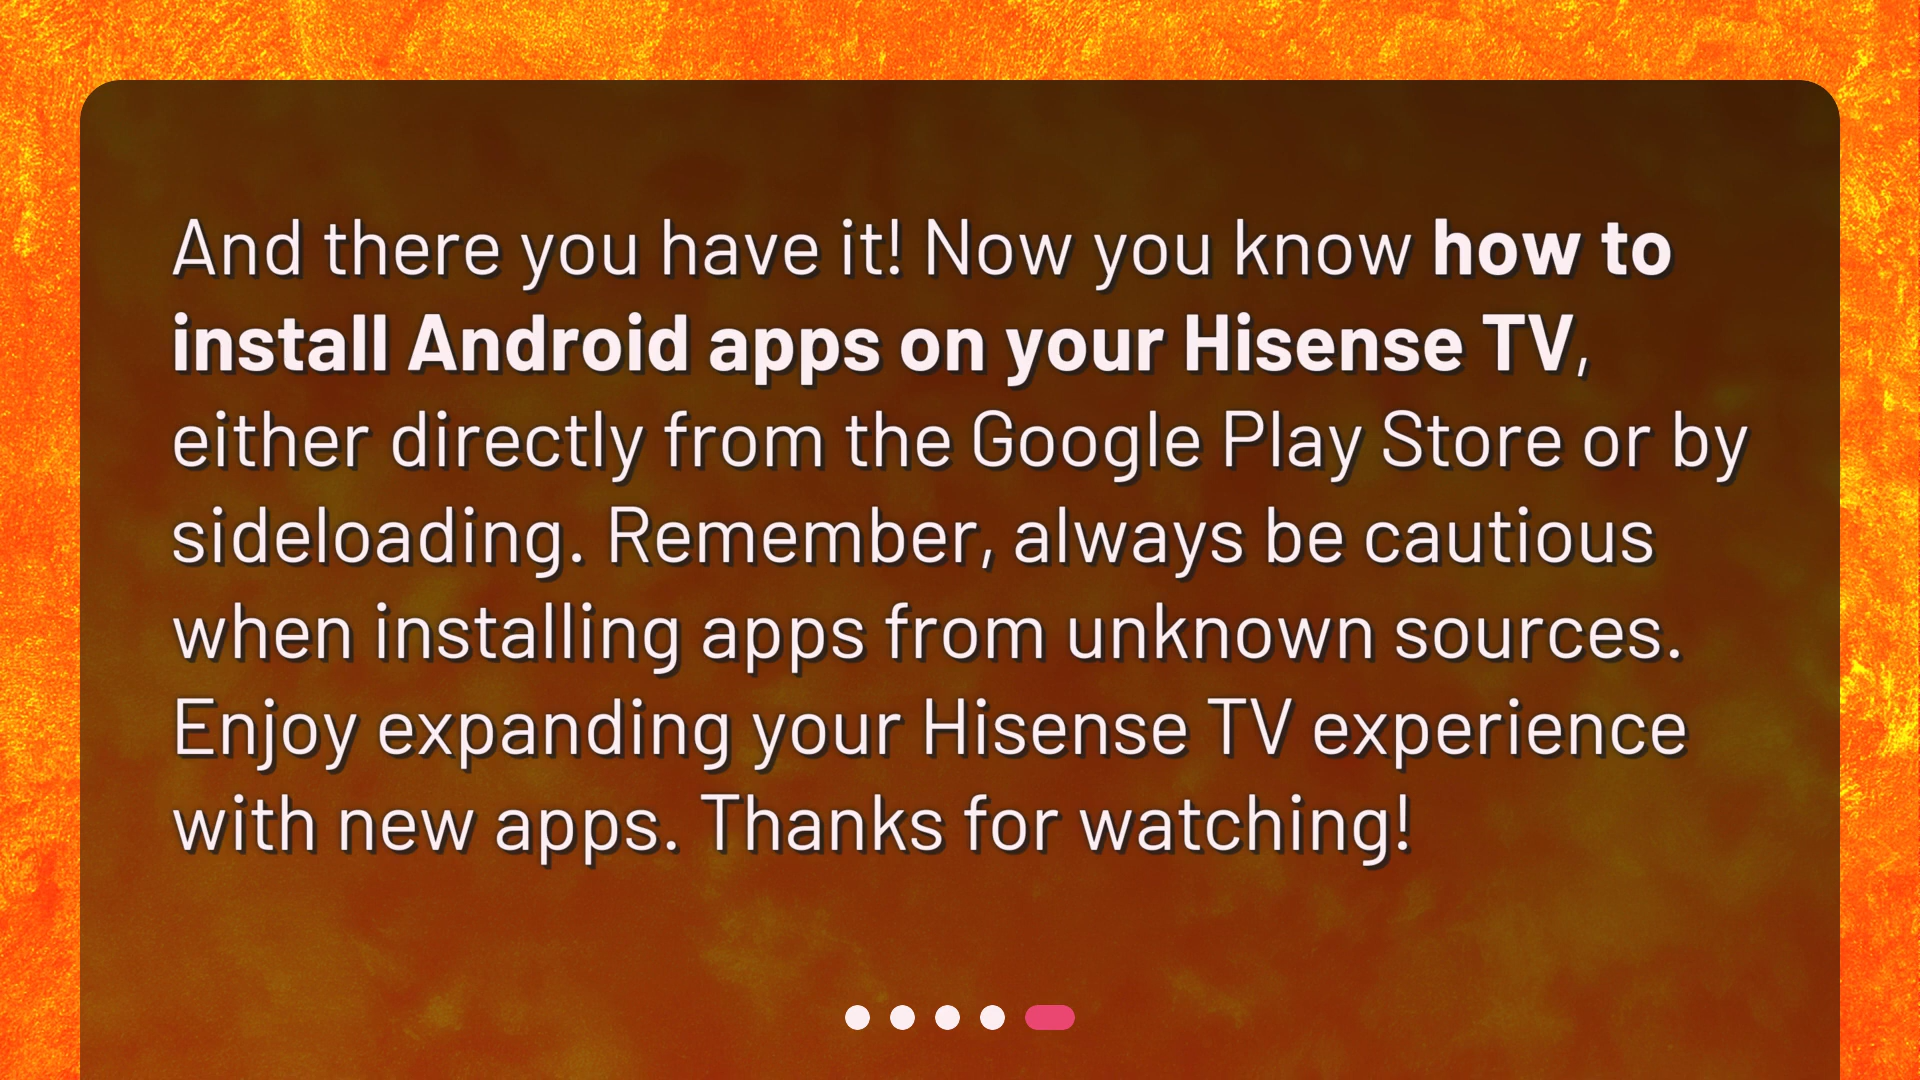 And there you have it! Now you know how to
install Android apps on your Hisense TV,
either directly from the Google Play Store or by
sideloading. Remember, always be cautious
when installing apps from unknown sources.
Enjoy expanding your Hisense TV experience
with new apps. Thanks for watching!